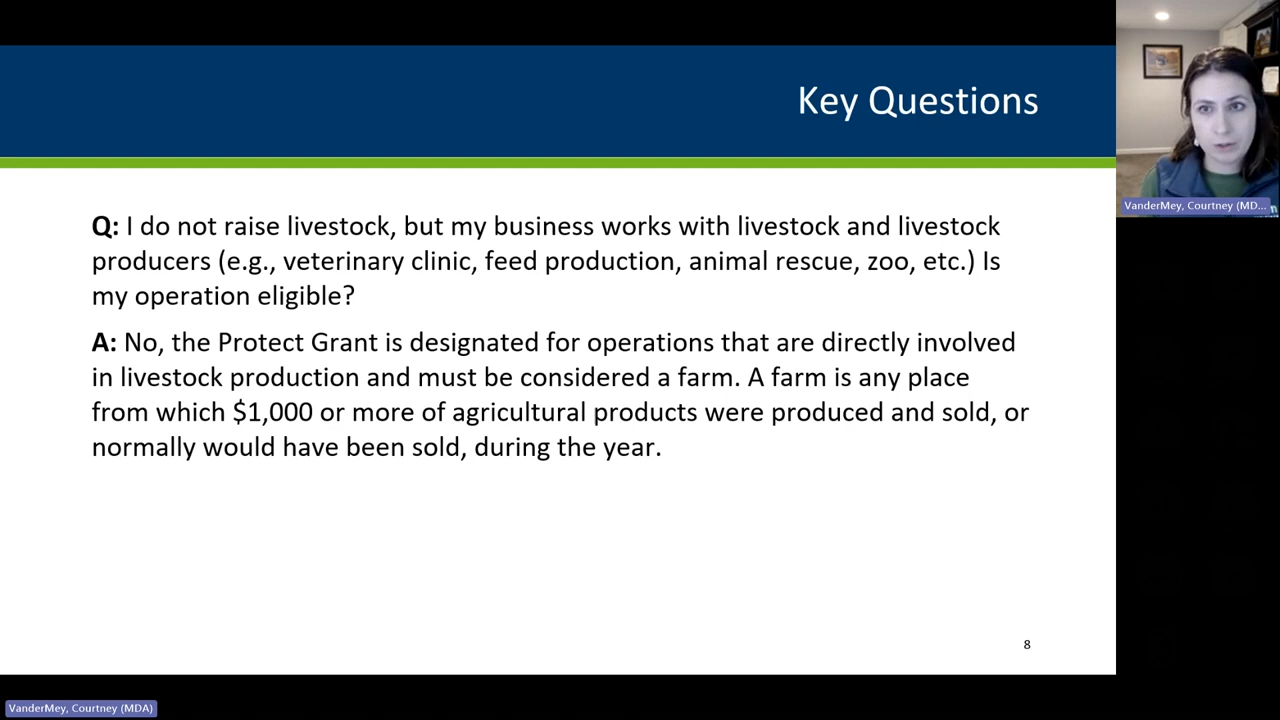 Key Questions
Q: I do not raise livestock, but my business works with livestock and livestock
producers (e.g., veterinary clinic, feed production, animal rescue, zoo, etc.) Is
my operation eligible?
A: No, the Protect Grant is designated for operations that are directly involved
in livestock production and must be considered a farm. A farm is any place
from which $1,000 or more of agricultural products were produced and sold, or
normally would have been sold, during the year.
8
VanderMey, Courtney (MD...
VanderMey, Courtney (MDA)